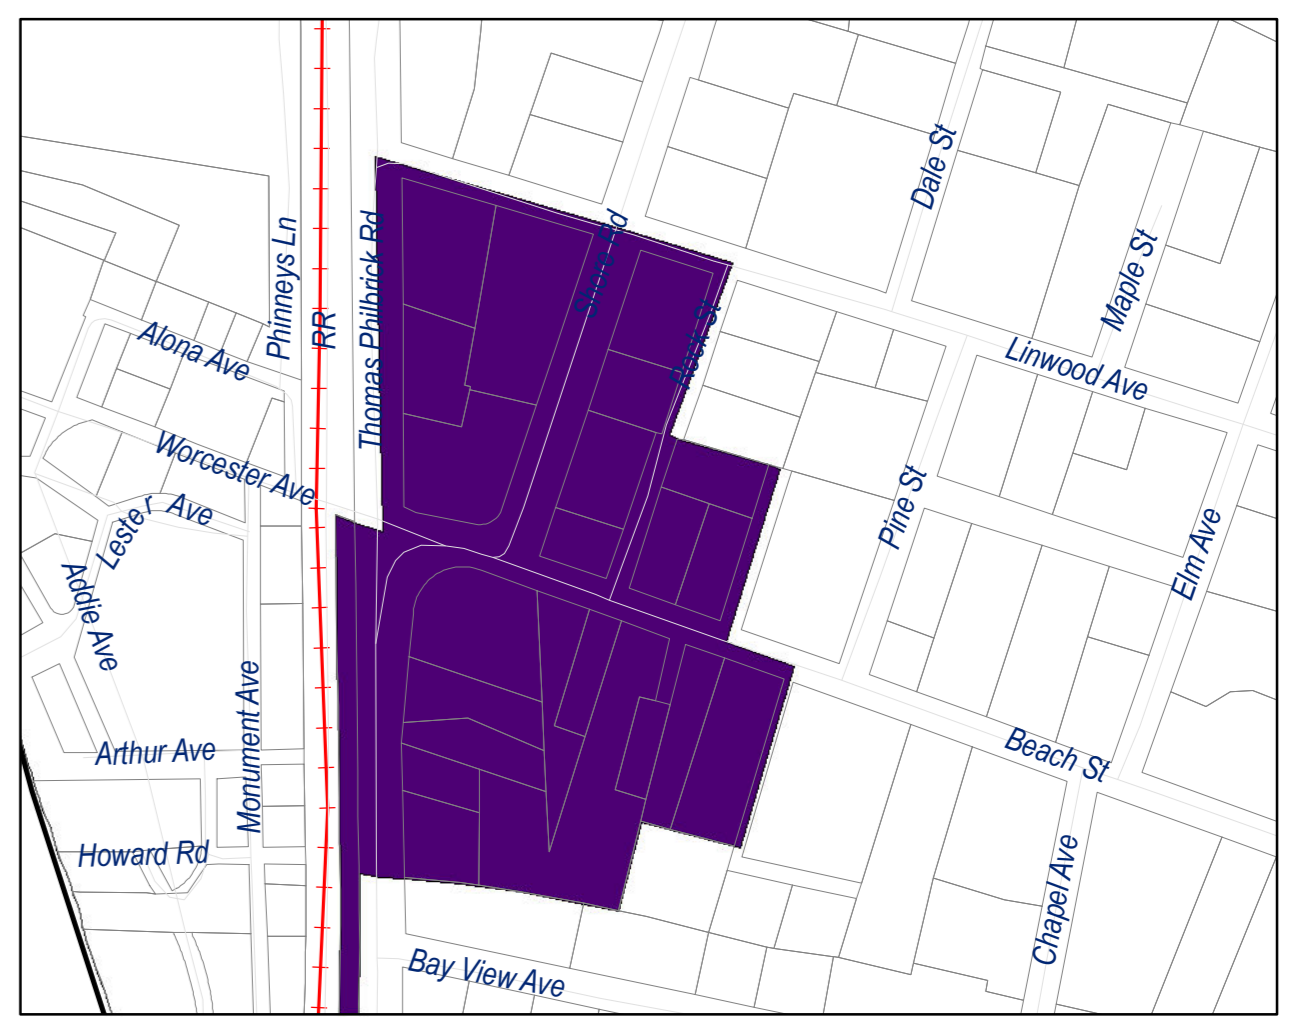 Dale St
Shore Rd
Thomas Philbrick Rd
Phinneys Ln
RR
Maple St
Rock St
Alona Ave
Linwood Ave
Worcester Ave
Pine St
Lester Ave
Elm Ave
Addie Ave
Monument Ave
Arthur Ave
Beach St
Howard Rd
Chapel Ave
Bay View Ave